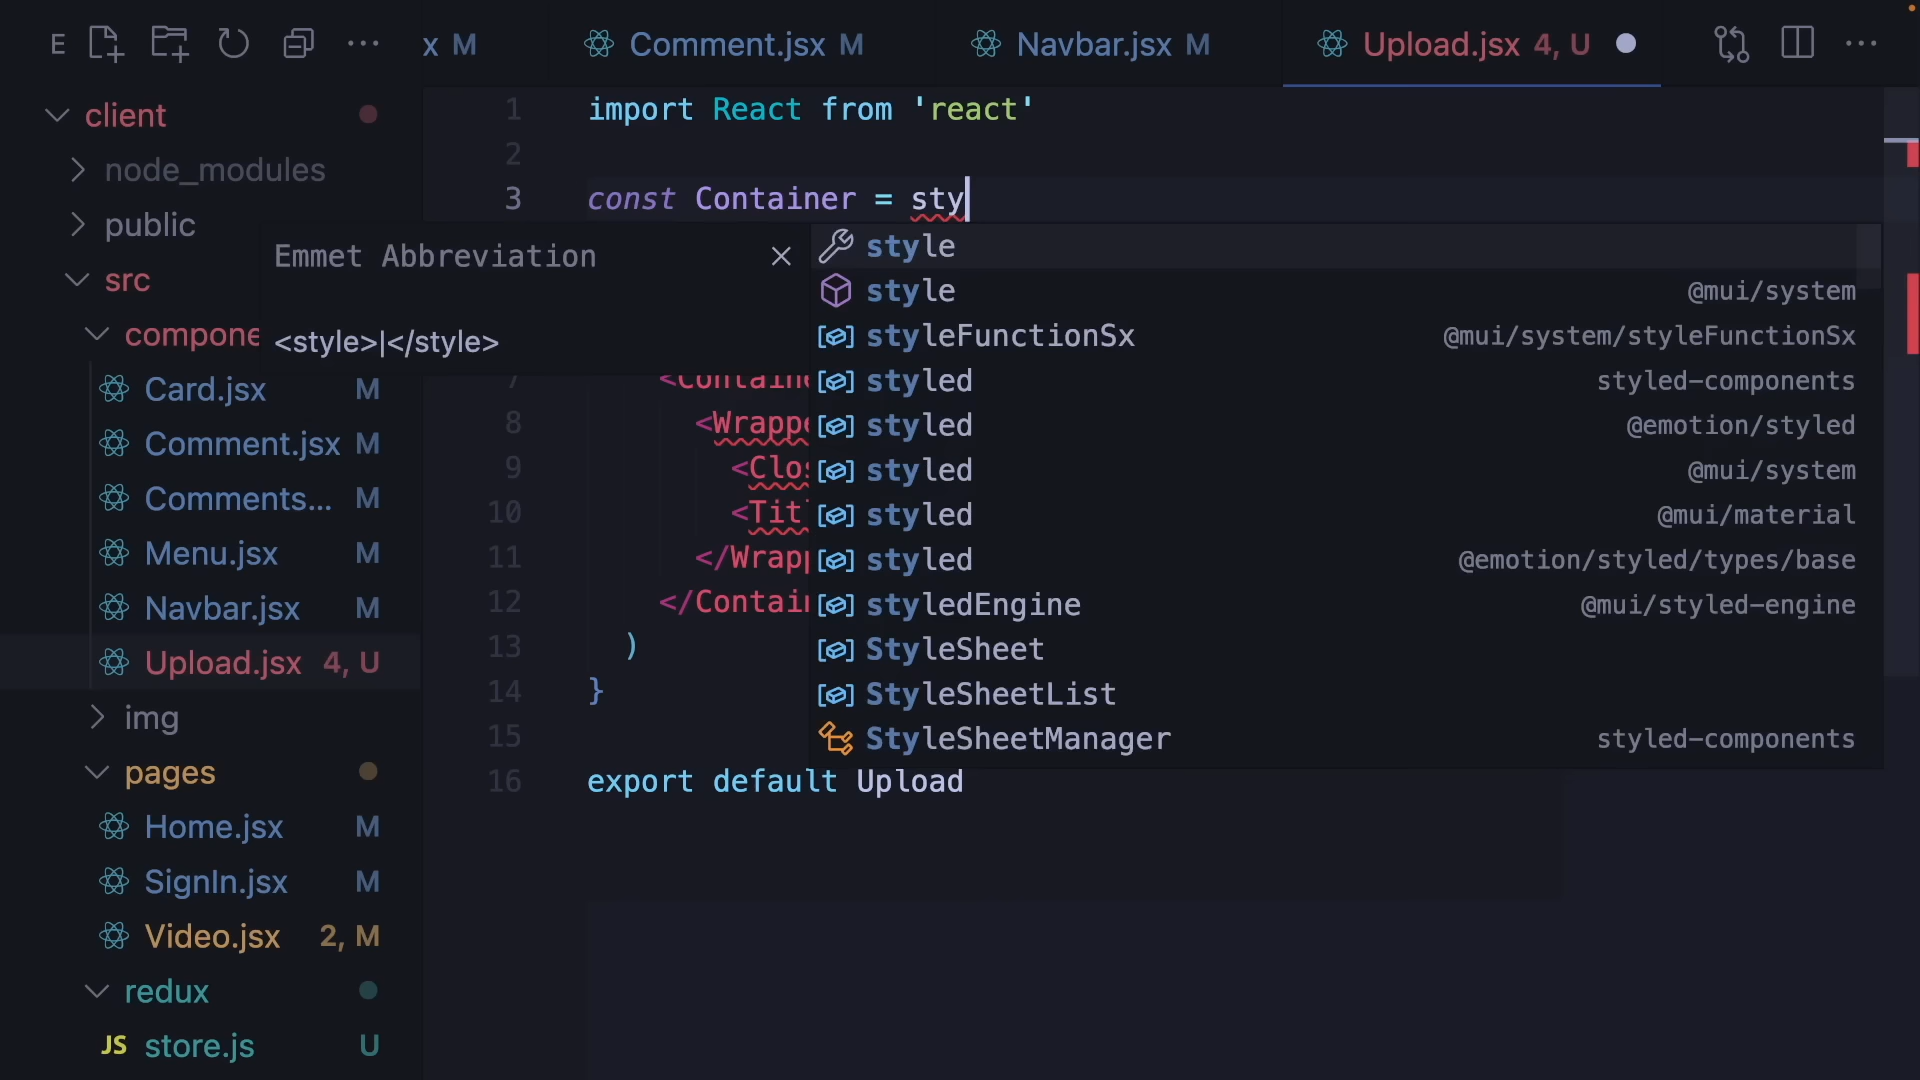 E
x M
Comment.jsx M
Navbar.jsx M
Upload.jsx 4, U
client
node_modules
public
src
compone
Card.jsx M
Comment.jsx M
Comments... M
Menu.jsx M
Navbar.jsx M
Upload.jsx 4, U
img
pages
Home.jsx M
SignIn.jsx M
Video.jsx 2, M
redux
JS store.js U
1 import React from 'react'
2
3 const Container = sty
Emmet Abbreviation
<style>|</style>
style
style @mui/system
styleFunctionSx @mui/system/styleFunctionSx
styled styled-components
styled @emotion/styled
styled @mui/system
styled @mui/material
styled @emotion/styled/types/base
styledEngine @mui/styled-engine
StyleSheet
StyleSheetList
StyleSheetManager styled-components
7 <Containe
8 <Wrappe
9 <Clos
10 <Tit
11 </Wrapp
12 </Contain
13 )
14 }
15
16 export default Upload